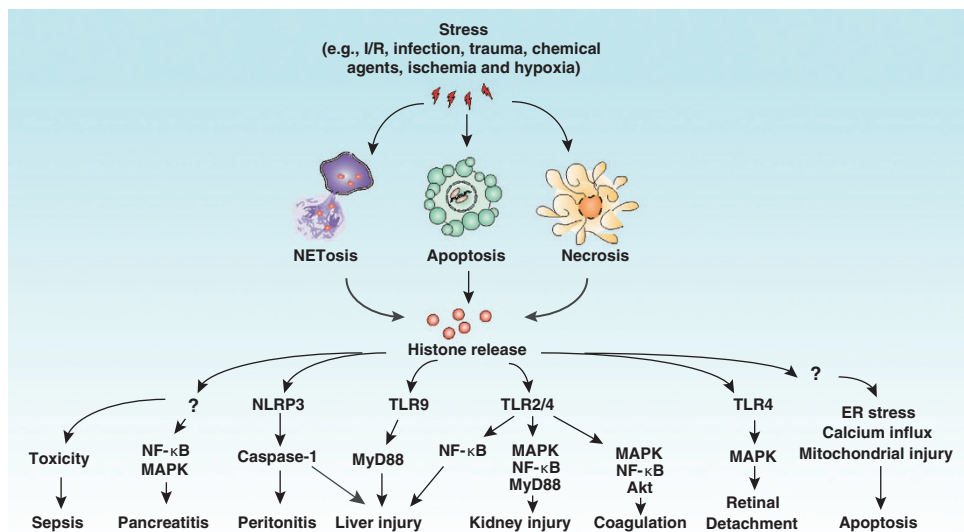 Stress
(e.g., I/R, infection, trauma, chemical
agents, ischemia and hypoxia)
NETosis
Apoptosis
Necrosis
Histone release
?
?
NLRP3
TLR9
TLR2/4
TLR4
ER stress
Calcium influx
Mitochondrial injury
Toxicity
NF-κB
MAPK
Caspase-1
MyD88
NF-κB
MAPK
NF-κB
MyD88
MAPK
NF-κB
Akt
MAPK
Sepsis
Pancreatitis
Peritonitis
Liver injury
Kidney injury
Coagulation
Retinal
Detachment
Apoptosis